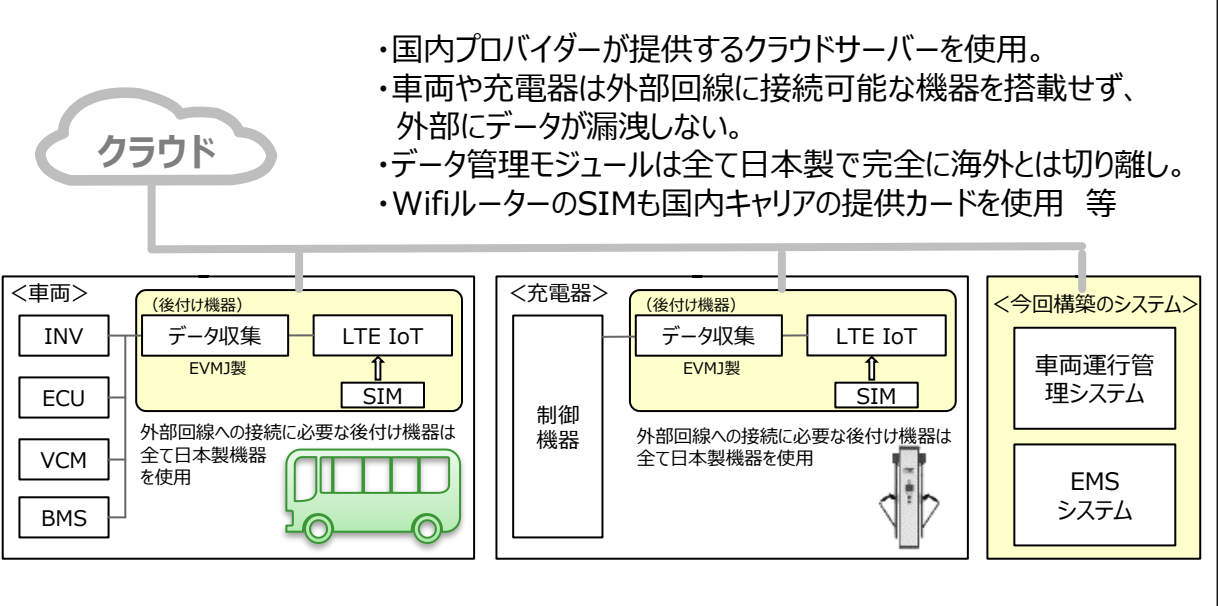 ・国内プロバイダーが提供するクラウドサーバーを使用。
・車両や充電器は外部回線に接続可能な機器を搭載せず、
外部にデータが漏洩しない。
・データ管理モジュールは全て日本製で完全に海外とは切り離し。
・WifiルーターのSIMも国内キャリアの提供カードを使用　等
クラウド
＜車両＞
INV
ECU
VCM
BMS
（後付け機器）
データ収集
EVMJ製
LTE IoT
SIM
外部回線への接続に必要な後付け機器は
全て日本製機器
を使用
＜充電器＞
制御
機器
（後付け機器）
データ収集
EVMJ製
LTE IoT
SIM
外部回線への接続に必要な後付け機器は
全て日本製機器を使用
＜今回構築のシステム＞
車両運行管
理システム
EMS
システム